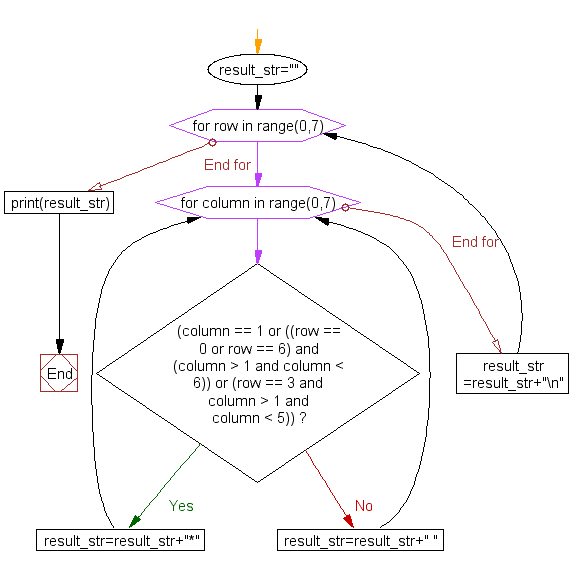 result_str=""
for row in range(0,7)
End for
print(result_str)
for column in range(0,7)
End for
(column == 1 or ((row ==
0 or row == 6) and
(column > 1 and column <
6)) or (row == 3 and
column > 1 and
column < 5)) ?
End
result_str
=result_str+"\n"
Yes
No
result_str=result_str+"*"
result_str=result_str+" "